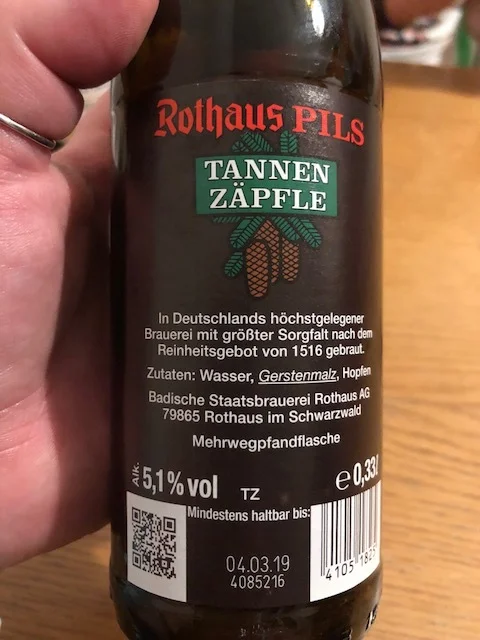 Rothaus PILS
TANNEN
ZÄPFLE
In Deutschlands höchstgelegener
Brauerei mit größter Sorgfalt nach dem
Reinheitsgebot von 1516 gebraut.
Zutaten: Wasser, Gerstenmalz, Hopfen
Badische Staatsbrauerei Rothaus AG
79865 Rothaus im Schwarzwald
Mehrwegpfandflasche
Alk. 5,1% vol TZ ℮ 0,33l
Mindestens haltbar bis:
04.03.19
4085216
4105 182